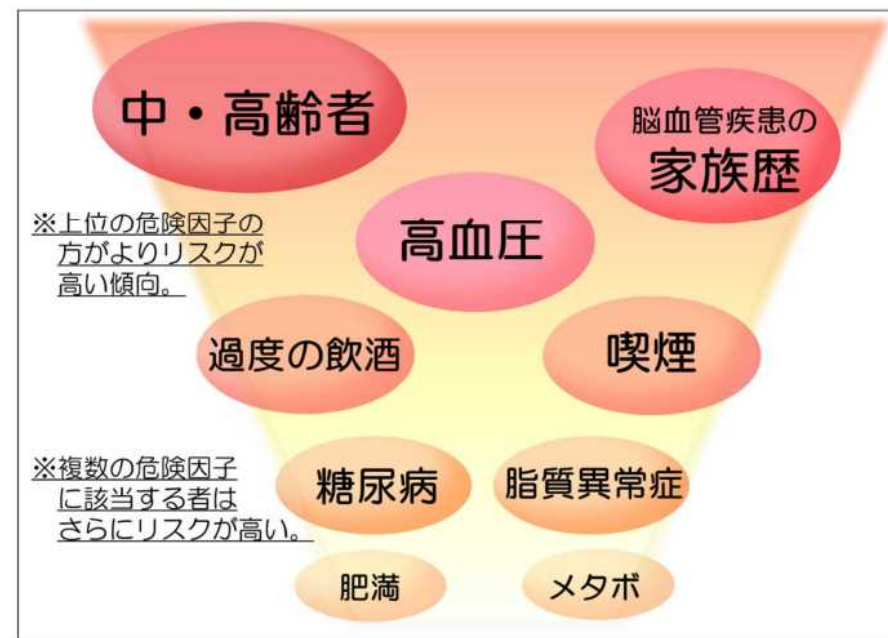 中・高齢者
脳血管疾患の
家族歴
※上位の危険因子の
方がよりリスクが
高い傾向。
高血圧
過度の飲酒
喫煙
※複数の危険因子
に該当する者は
さらにリスクが高い。
糖尿病
脂質異常症
肥満
メタボ